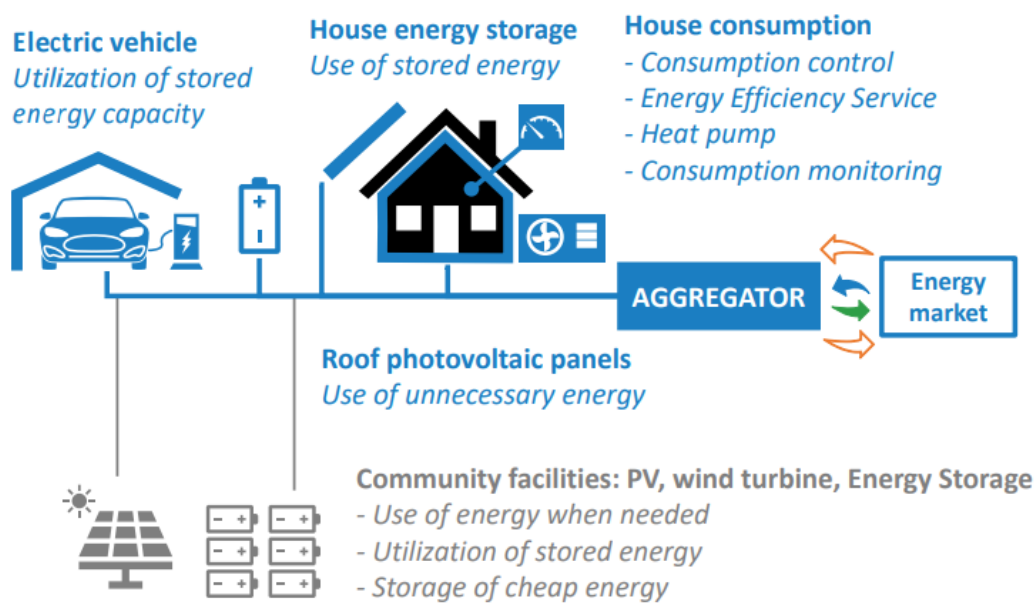 Electric vehicle
Utilization of stored
energy capacity
House energy storage
Use of stored energy
House consumption
- Consumption control
- Energy Efficiency Service
- Heat pump
- Consumption monitoring
AGGREGATOR
Energy
market
Roof photovoltaic panels
Use of unnecessary energy
Community facilities: PV, wind turbine, Energy Storage
- Use of energy when needed
- Utilization of stored energy
- Storage of cheap energy